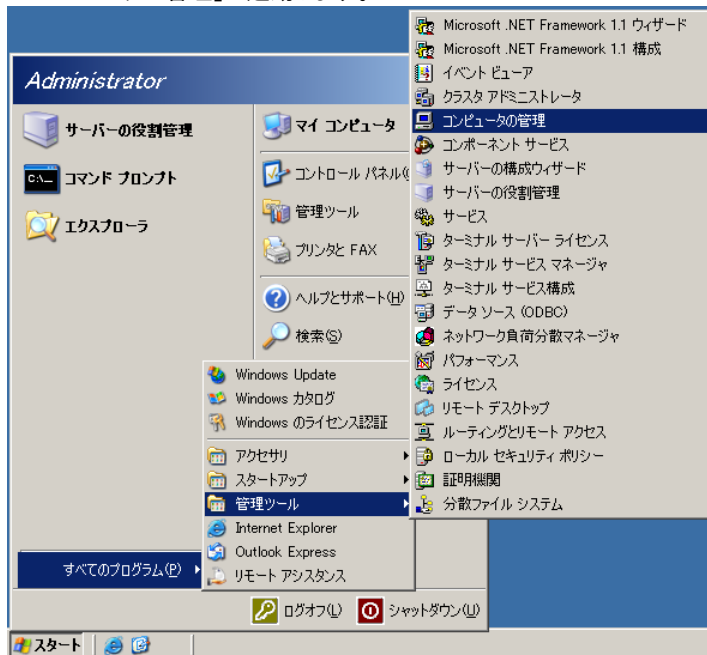 Administrator
サーバーの役割管理
コマンド プロンプト
エクスプローラ
マイ コンピュータ
コントロール パネル(
管理ツール
プリンタと FAX
ヘルプとサポート(H)
検索(S)
Windows Update
Windows カタログ
Windows のライセンス認証
アクセサリ
スタートアップ
管理ツール
Internet Explorer
Outlook Express
リモート アシスタンス
Microsoft .NET Framework 1.1 ウィザード
Microsoft .NET Framework 1.1 構成
イベント ビューア
クラスタ アドミニストレータ
コンピュータの管理
コンポーネント サービス
サーバーの構成ウィザード
サーバーの役割管理
サービス
ターミナル サーバー ライセンス
ターミナル サービス マネージャ
ターミナル サービス構成
データ ソース (ODBC)
ネットワーク負荷分散マネージャ
パフォーマンス
ライセンス
リモート デスクトップ
ルーティングとリモート アクセス
ローカル セキュリティ ポリシー
証明機関
分散ファイル システム
すべてのプログラム(P)
ログオフ(L)
シャットダウン(U)
スタート